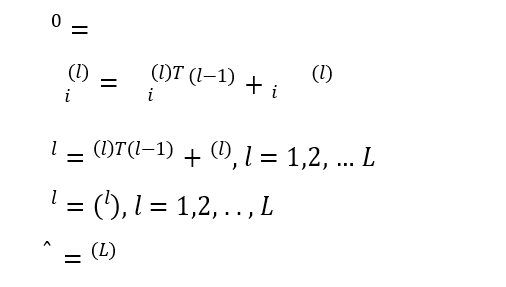 ⁰ =
ᵢ⁽ˡ⁾ = ᵢ⁽ˡ⁾ᵀ ⁽ˡ⁻¹⁾ + ᵢ ⁽ˡ⁾
ˡ = ⁽ˡ⁾ᵀ⁽ˡ⁻¹⁾ + ⁽ˡ⁾, l = 1,2, … L
ˡ = (ˡ), l = 1,2, . . , L
ˆ = ⁽ᴸ⁾